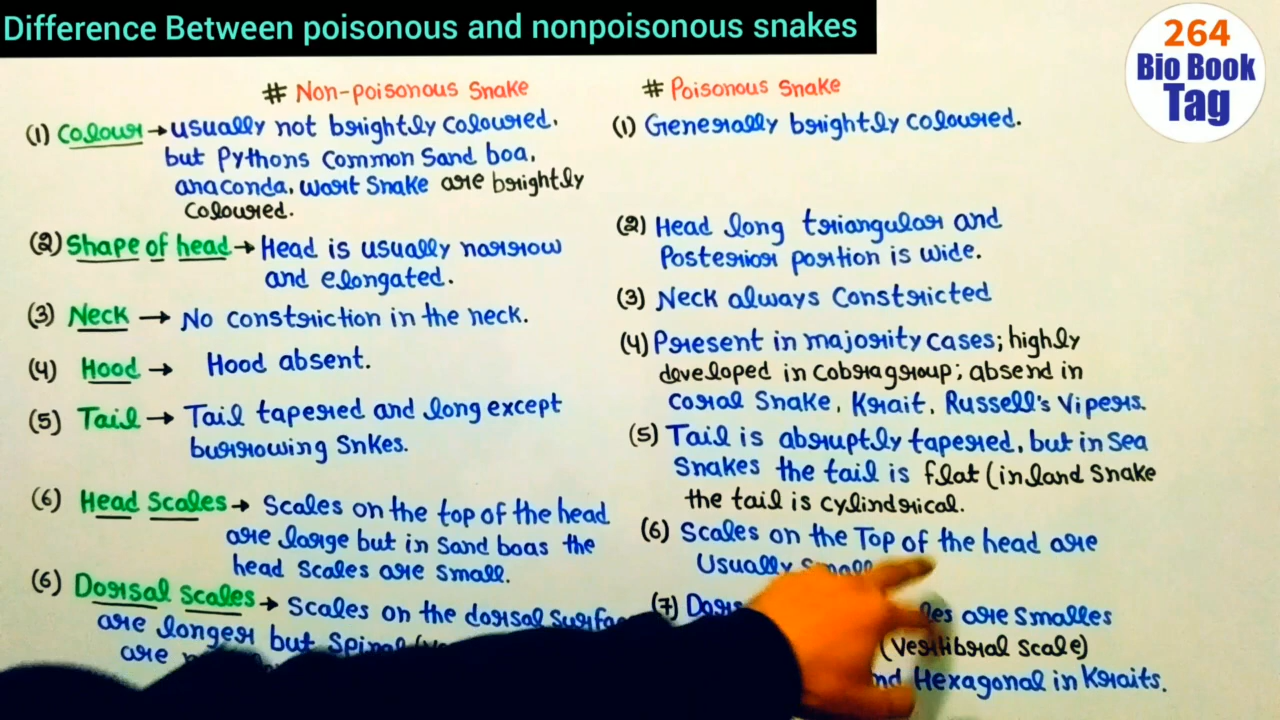 Difference Between poisonous and nonpoisonous snakes
264
Bio Book
Tag
# Non-poisonous Snake
(1) Colour → usually not brightly coloured.
but Pythons common Sand boa,
anaconda, wart Snake are brightly
coloured.
(2) Shape of head → Head is usually narrow
and elongated.
(3) Neck → No constriction in the neck.
(4) Hood → Hood absent.
(5) Tail → Tail tapered and long except
burrowing Snkes.
(6) Head Scales → Scales on the top of the head
are large but in Sand boas the
head scales are small.
(6) Dorsal scales → Scales on the dorsal
are longer but Spinal
are
# Poisonous Snake
(1) Generally brightly coloured.
(2) Head long triangular and
Posterior portion is wide.
(3) Neck always Constricted
(4) Present in majority cases; highly
developed in cobra group; absend in
coral Snake, Krait, Russell's Vipers.
(5) Tail is abruptly tapered, but in Sea
Snakes the tail is flat (in land Snake
the tail is cylindrical.
(6) Scales on the Top of the head are
Usually Small
(7) are Smalles
(Vertibral Scale)
Hexagonal in Kraits.